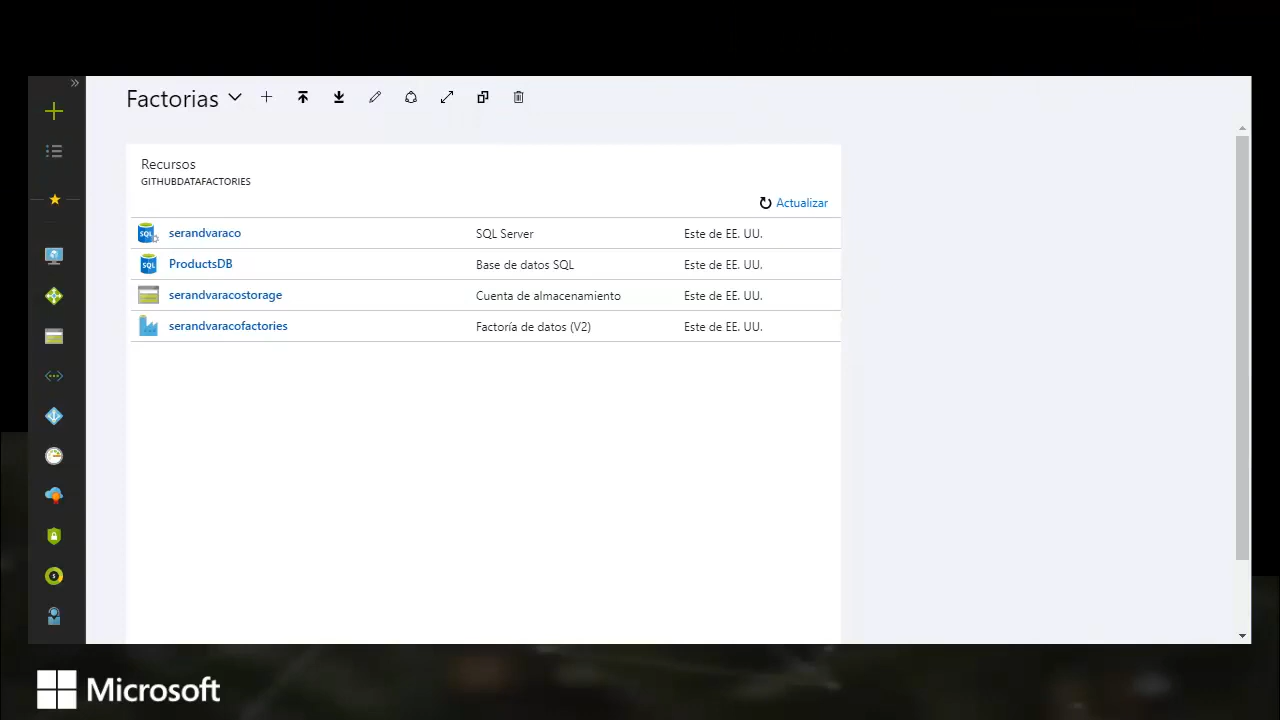 Factorias
Recursos
GITHUBDATAFACTORIES
Actualizar
serandvaraco SQL Server Este de EE. UU.
ProductsDB Base de datos SQL Este de EE. UU.
serandvaracostorage Cuenta de almacenamiento Este de EE. UU.
serandvaracofactories Factoría de datos (V2) Este de EE. UU.
Microsoft